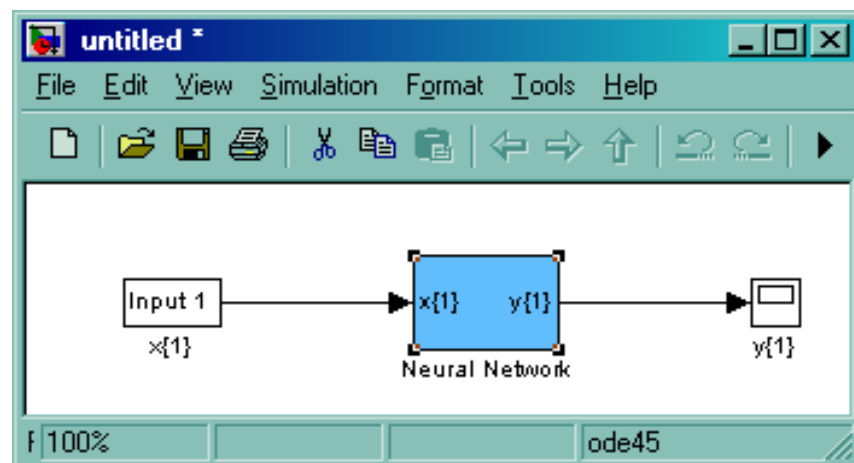 untitled *
File Edit View Simulation Format Tools Help
Input 1
x{1}
x{1} y{1}
Neural Network
y{1}
100%
ode45